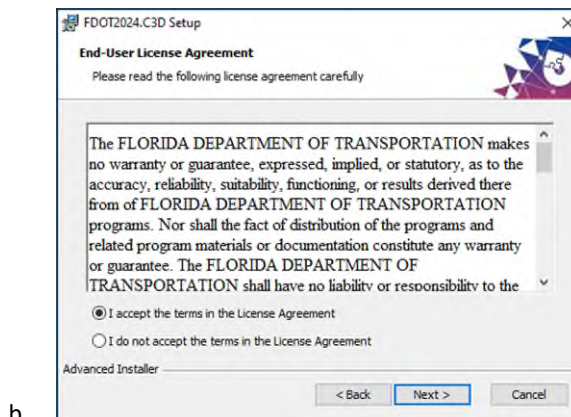 FDOT2024.C3D Setup
End-User License Agreement
Please read the following license agreement carefully
The FLORIDA DEPARTMENT OF TRANSPORTATION makes
no warranty or guarantee, expressed, implied, or statutory, as to the
accuracy, reliability, suitability, functioning, or results derived there
from of FLORIDA DEPARTMENT OF TRANSPORTATION
programs. Nor shall the fact of distribution of the programs and
related program materials or documentation constitute any warranty
or guarantee. The FLORIDA DEPARTMENT OF
TRANSPORTATION shall have no liability or responsibility to the
I accept the terms in the License Agreement
I do not accept the terms in the License Agreement
Advanced Installer
< Back Next > Cancel
h